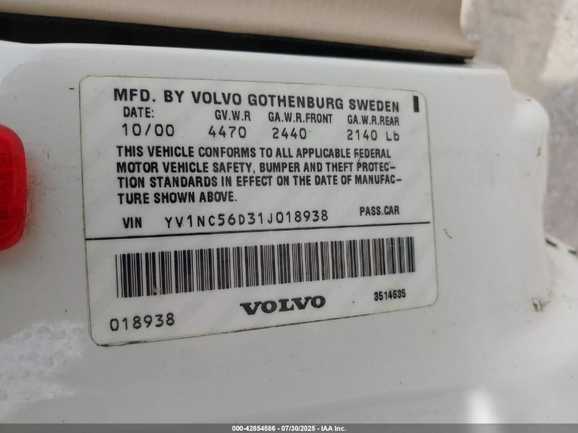 MFD. BY VOLVO GOTHENBURG SWEDEN
DATE: GV.W.R GA.W.R.FRONT GA.W.R.REAR
10/00 4470 2440 2140 Lb
THIS VEHICLE CONFORMS TO ALL APPLICABLE FEDERAL
MOTOR VEHICLE SAFETY, BUMPER AND THEFT PROTEC-
TION STANDARDS IN EFFECT ON THE DATE OF MANUFAC-
TURE SHOWN ABOVE.
VIN YV1NC56D31J018938 PASS.CAR
VOLVO 3514635
018938
000-42854586 - 07/30/2025 - IAA Inc.